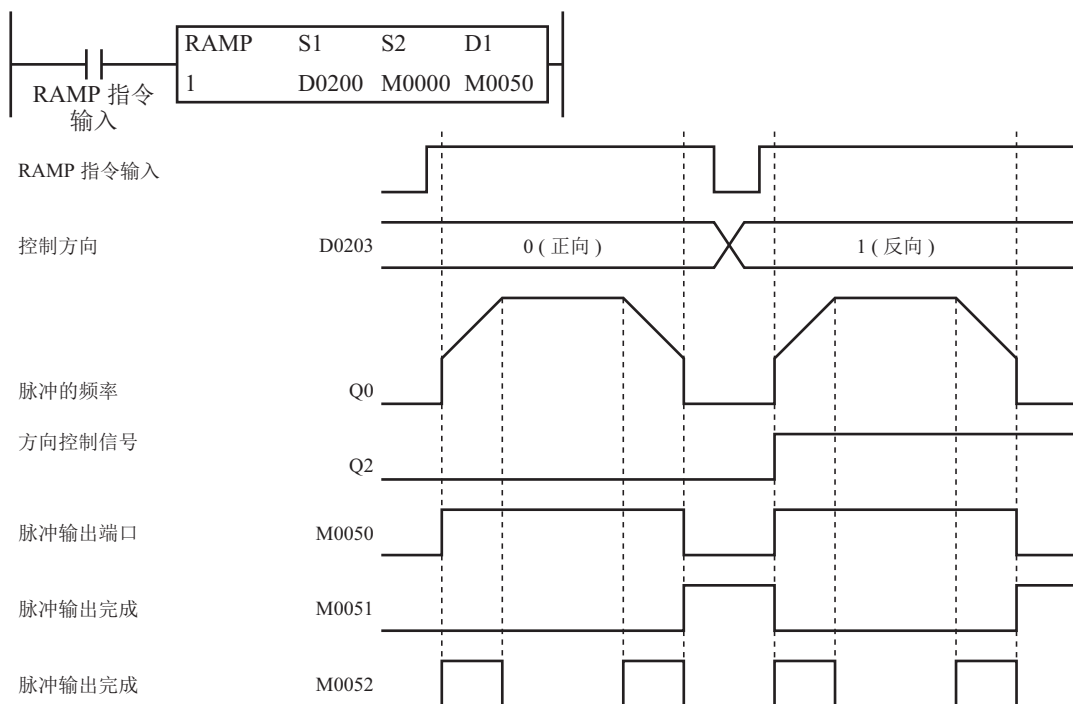 RAMP S1 S2 D1
1 D0200 M0000 M0050
RAMP 指令
输入
RAMP 指令输入
控制方向 D0203 0 ( 正向 ) 1 ( 反向 )
脉冲的频率 Q0
方向控制信号
Q2
脉冲输出端口 M0050
脉冲输出完成 M0051
脉冲输出完成 M0052